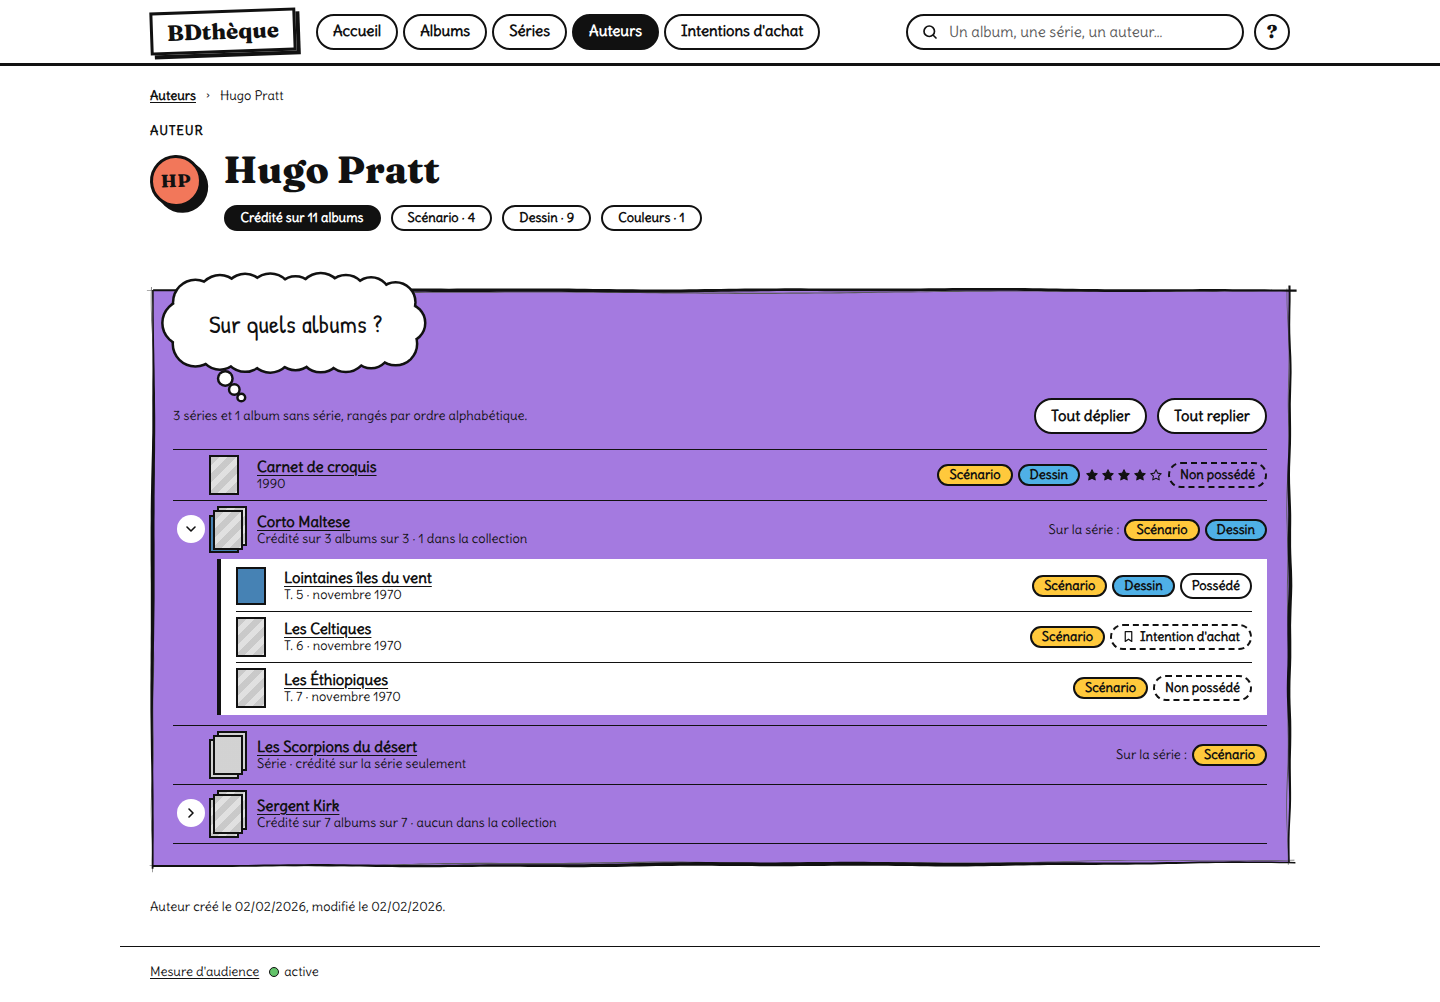 BDthèque
Accueil
Albums
Séries
Auteurs
Intentions d'achat
Un album, une série, un auteur...
?
Auteurs › Hugo Pratt
AUTEUR
HP
Hugo Pratt
Crédité sur 11 albums
Scénario · 4
Dessin · 9
Couleurs · 1
Sur quels albums ?
3 séries et 1 album sans série, rangés par ordre alphabétique.
Tout déplier
Tout replier
Carnet de croquis
1990
Scénario
Dessin
Non possédé
Corto Maltese
Crédité sur 3 albums sur 3 · 1 dans la collection
Sur la série :
Scénario
Dessin
Lointaines îles du vent
T. 5 · novembre 1970
Scénario
Dessin
Possédé
Les Celtiques
T. 6 · novembre 1970
Scénario
Intention d'achat
Les Éthiopiques
T. 7 · novembre 1970
Scénario
Non possédé
Les Scorpions du désert
Série · crédité sur la série seulement
Sur la série :
Scénario
Sergent Kirk
Crédité sur 7 albums sur 7 · aucun dans la collection
Auteur créé le 02/02/2026, modifié le 02/02/2026.
Mesure d'audience
active